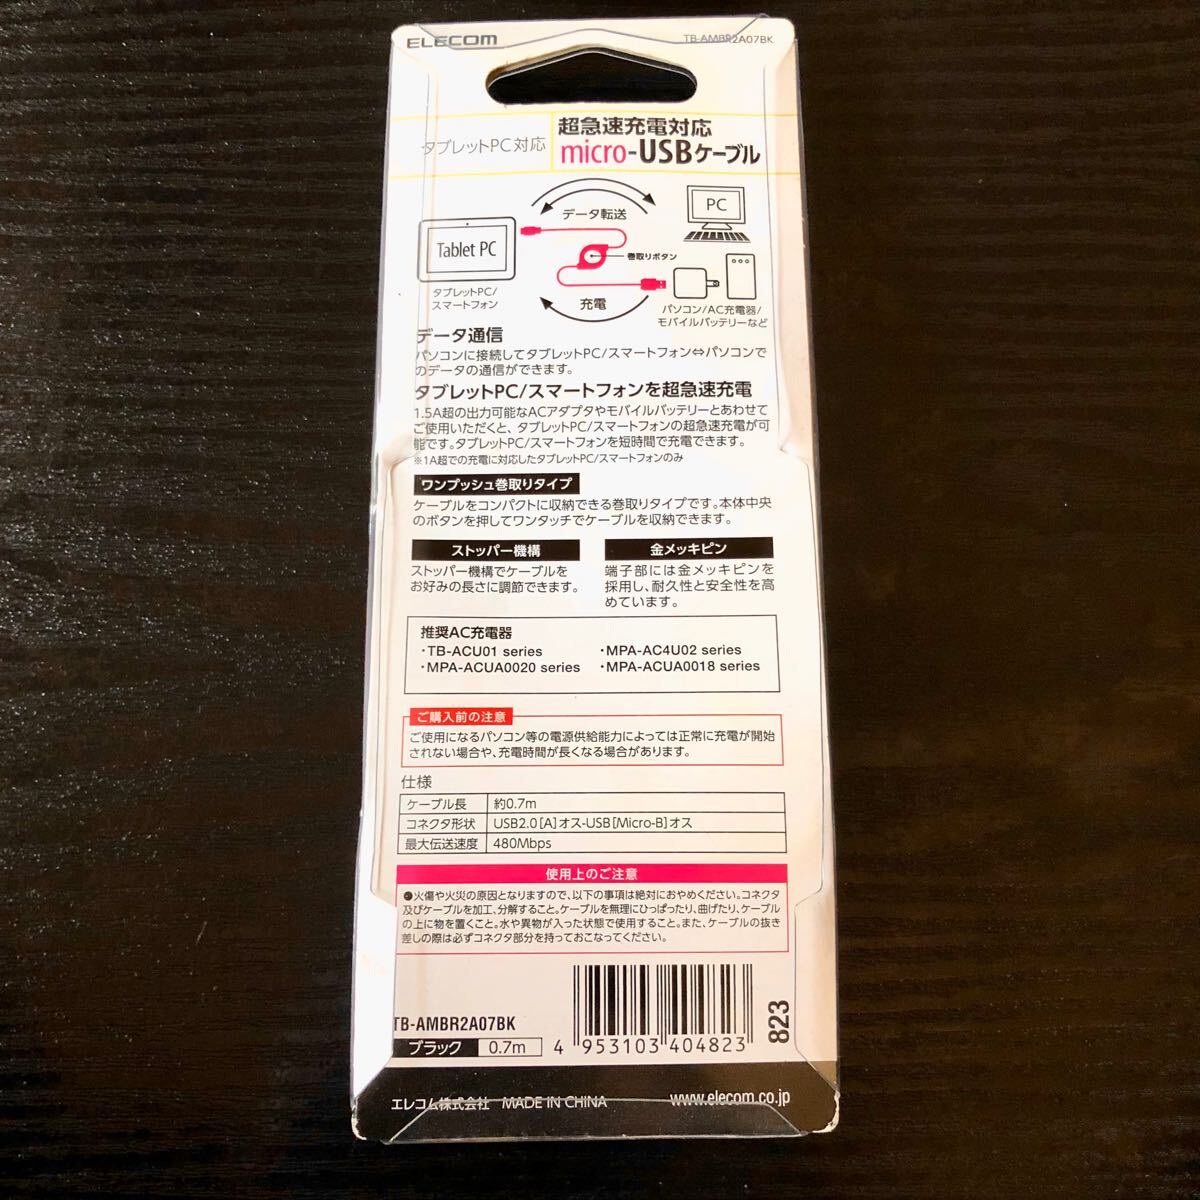 ELECOM
TB-AMBR2A07BK
タブレットPC対応
超急速充電対応
micro-USBケーブル
データ転送
PC
Tablet PC
巻取りボタン
タブレットPC/
スマートフォン
充電
パソコン/AC充電器/
モバイルバッテリーなど
データ通信
パソコンに接続してタブレットPC/スマートフォン⇔パソコンで
のデータの通信ができます。
タブレットPC/スマートフォンを超急速充電
1.5A超の出力可能なACアダプタやモバイルバッテリーとあわせて
ご使用いただくと、タブレットPC/スマートフォンの超急速充電が可
能です。タブレットPC/スマートフォンを短時間で充電できます。
※1A超での充電に対応したタブレットPC/スマートフォンのみ
ワンプッシュ巻取りタイプ
ケーブルをコンパクトに収納できる巻取りタイプです。本体中央
のボタンを押してワンタッチでケーブルを収納できます。
ストッパー機構
ストッパー機構でケーブルを
お好みの長さに調節できます。
金メッキピン
端子部には金メッキピンを
採用し、耐久性と安全性を高
めています。
推奨AC充電器
・TB-ACU01 series
・MPA-AC4U02 series
・MPA-ACUA0020 series
・MPA-ACUA0018 series
ご購入前の注意
ご使用になるパソコン等の電源供給能力によっては正常に充電が開始
されない場合や、充電時間が長くなる場合があります。
仕様
ケーブル長 約0.7m
コネクタ形状 USB2.0[A]オス-USB[Micro-B]オス
最大伝送速度 480Mbps
使用上のご注意
●火傷や火災の原因となりますので、以下の事項は絶対におやめください。コネクタ
及びケーブルを加工、分解すること。ケーブルを無理にひっぱったり、曲げたり、ケーブル
の上に物を置くこと。水や異物が入った状態で使用すること。また、ケーブルの抜き
差しの際は必ずコネクタ部分を持っておこなってください。
TB-AMBR2A07BK
ブラック 0.7m
4 953103 404823
823
エレコム株式会社 MADE IN CHINA
www.elecom.co.jp